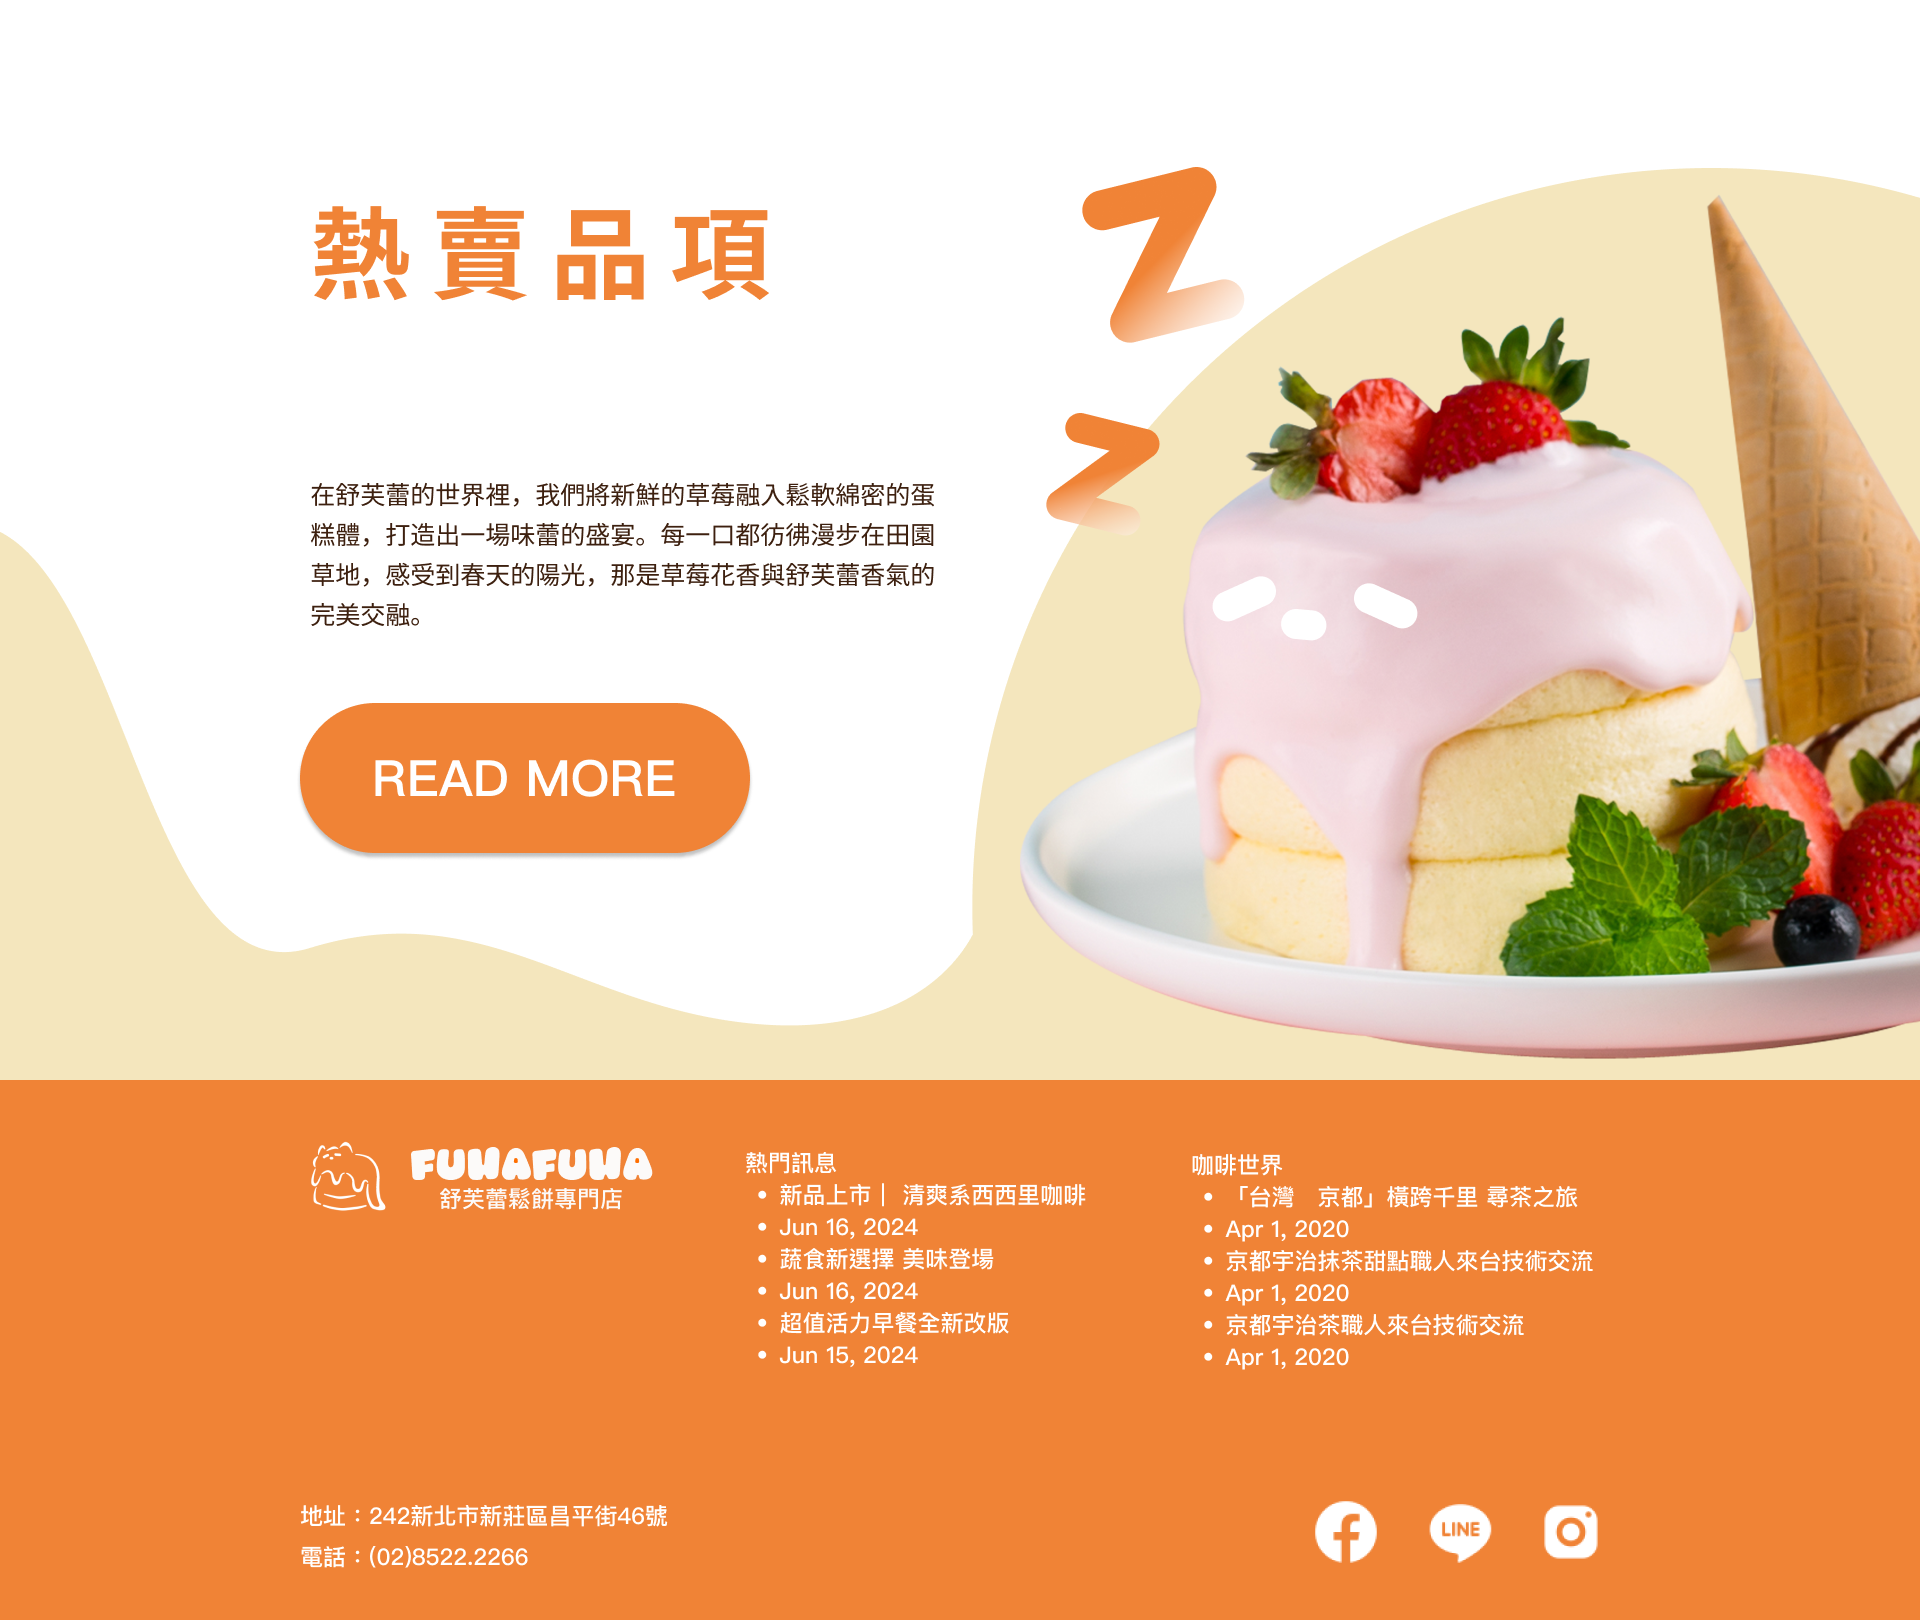 熱賣品項
Z
Z
在舒芙蕾的世界裡，我們將新鮮的草莓融入鬆軟綿密的蛋
糕體，打造出一場味蕾的盛宴。每一口都彷彿漫步在田園
草地，感受到春天的陽光，那是草莓花香與舒芙蕾香氣的
完美交融。
READ MORE
FUWAFUWA
舒芙蕾鬆餅專門店
熱門訊息
• 新品上市｜ 清爽系西西里咖啡
• Jun 16, 2024
• 蔬食新選擇 美味登場
• Jun 16, 2024
• 超值活力早餐全新改版
• Jun 15, 2024
咖啡世界
• 「台灣　京都」橫跨千里 尋茶之旅
• Apr 1, 2020
• 京都宇治抹茶甜點職人來台技術交流
• Apr 1, 2020
• 京都宇治茶職人來台技術交流
• Apr 1, 2020
地址：242新北市新莊區昌平街46號
電話：(02)8522.2266
LINE